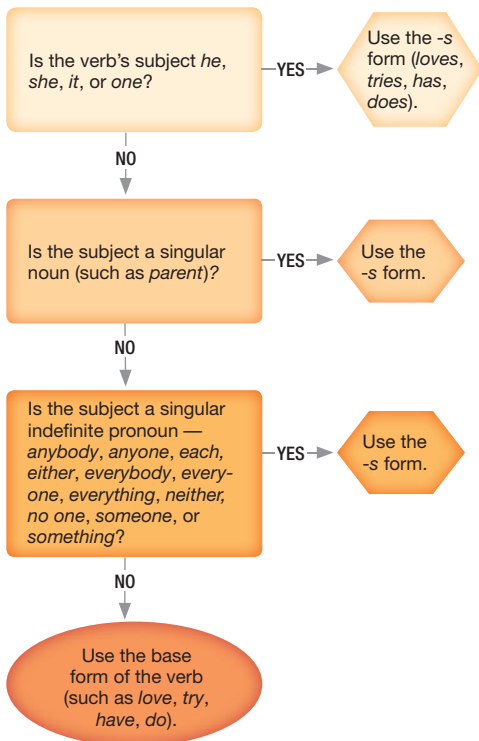 Is the verb's subject he,
she, it, or one?
YES
Use the -s
form (loves,
tries, has,
does).
NO
Is the subject a singular
noun (such as parent)?
YES
Use the
-s form.
NO
Is the subject a singular
indefinite pronoun —
anybody, anyone, each,
either, everybody, every-
one, everything, neither,
no one, someone, or
something?
YES
Use the
-s form.
NO
Use the base
form of the verb
(such as love, try,
have, do).